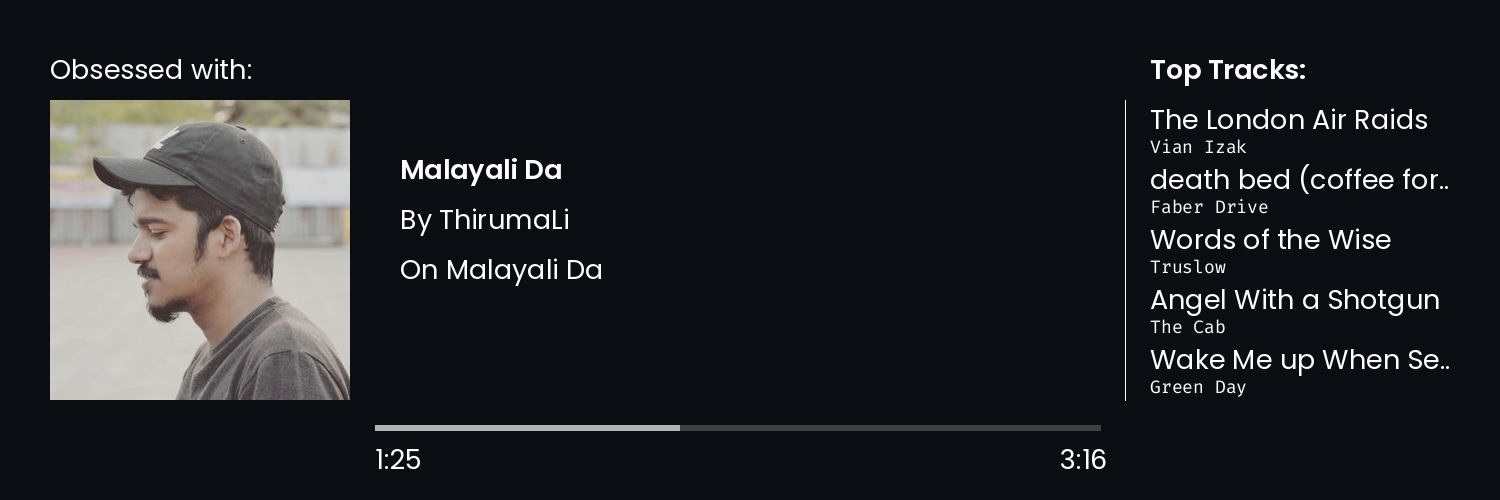 Obsessed with:
Malayali Da
By ThirumaLi
On Malayali Da
1:25
3:16
Top Tracks:
The London Air Raids
Vian Izak
death bed (coffee for..
Faber Drive
Words of the Wise
Truslow
Angel With a Shotgun
The Cab
Wake Me up When Se..
Green Day